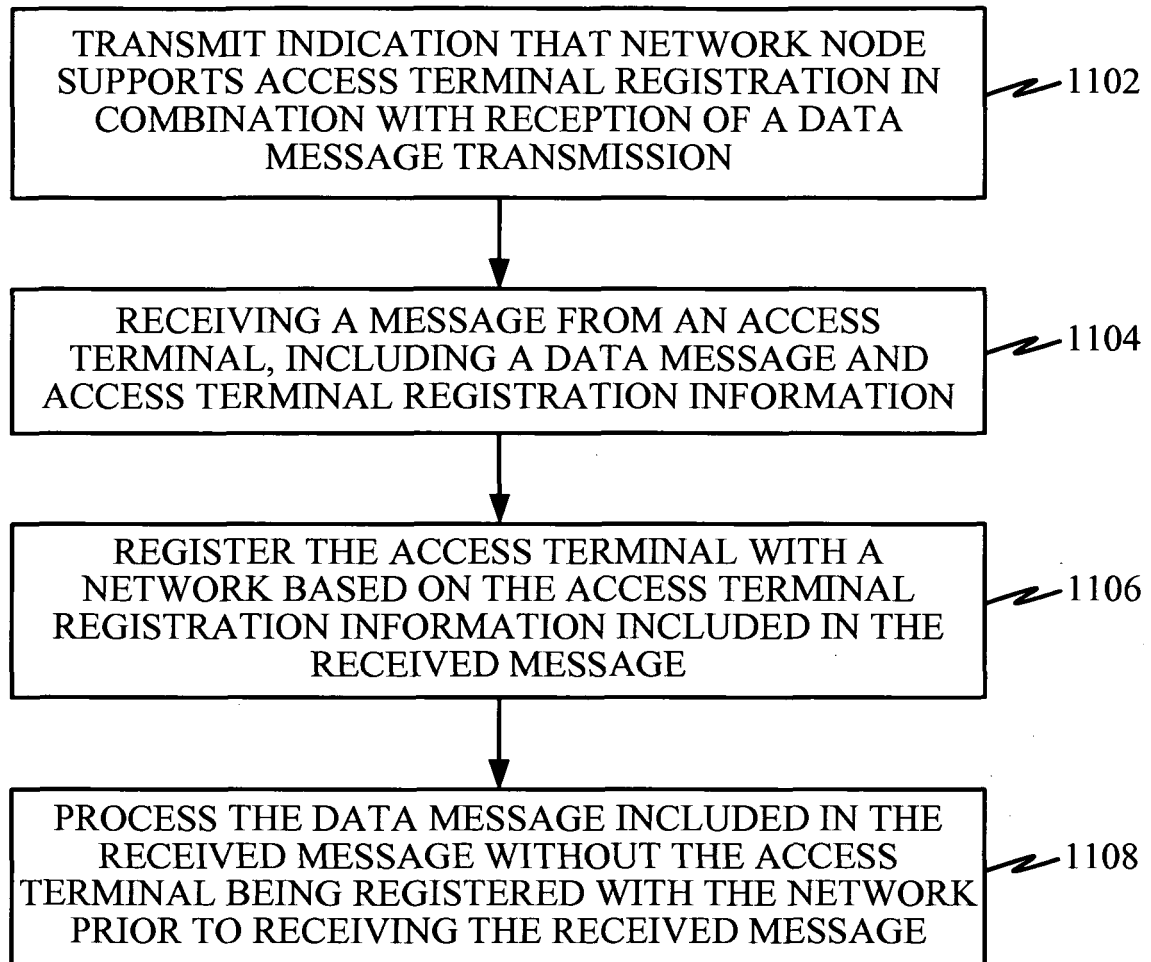 TRANSMIT INDICATION THAT NETWORK NODE
SUPPORTS ACCESS TERMINAL REGISTRATION IN
COMBINATION WITH RECEPTION OF A DATA
MESSAGE TRANSMISSION
1102
RECEIVING A MESSAGE FROM AN ACCESS
TERMINAL, INCLUDING A DATA MESSAGE AND
ACCESS TERMINAL REGISTRATION INFORMATION
1104
REGISTER THE ACCESS TERMINAL WITH A
NETWORK BASED ON THE ACCESS TERMINAL
REGISTRATION INFORMATION INCLUDED IN THE
RECEIVED MESSAGE
1106
PROCESS THE DATA MESSAGE INCLUDED IN THE
RECEIVED MESSAGE WITHOUT THE ACCESS
TERMINAL BEING REGISTERED WITH THE NETWORK
PRIOR TO RECEIVING THE RECEIVED MESSAGE
1108